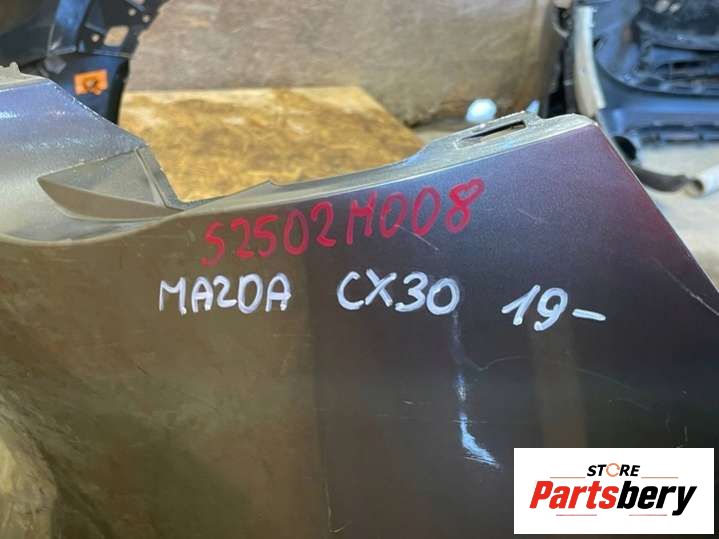 52502M008
MAZDA CX30 19-
STORE
Partsbery